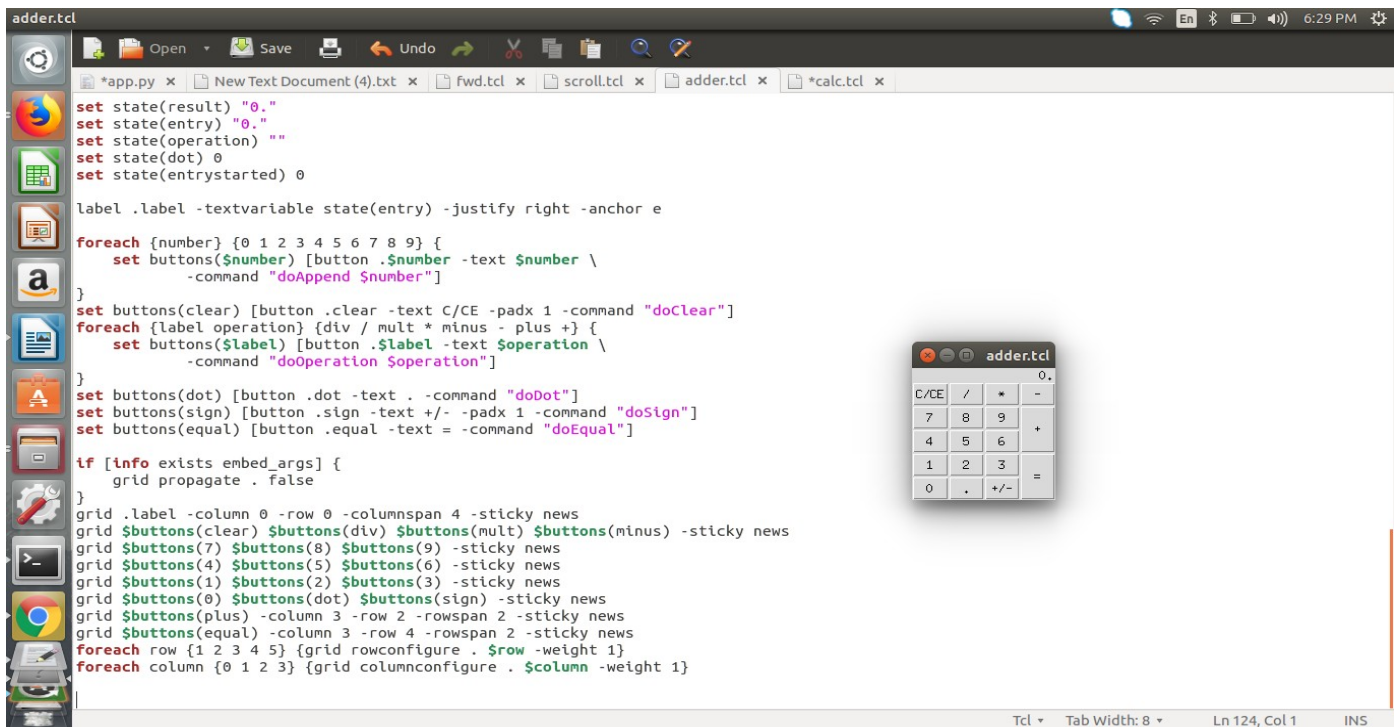 adder.tcl
En 6:29 PM
Open Save Undo
*app.py × New Text Document (4).txt × fwd.tcl × scroll.tcl × adder.tcl × *calc.tcl ×
set state(result) "0."
set state(entry) "0."
set state(operation) ""
set state(dot) 0
set state(entrystarted) 0
label .label -textvariable state(entry) -justify right -anchor e
foreach {number} {0 1 2 3 4 5 6 7 8 9} {
    set buttons($number) [button .$number -text $number \
            -command "doAppend $number"]
}
set buttons(clear) [button .clear -text C/CE -padx 1 -command "doClear"]
foreach {label operation} {div / mult * minus - plus +} {
    set buttons($label) [button .$label -text $operation \
            -command "doOperation $operation"]
}
set buttons(dot) [button .dot -text . -command "doDot"]
set buttons(sign) [button .sign -text +/- -padx 1 -command "doSign"]
set buttons(equal) [button .equal -text = -command "doEqual"]
if [info exists embed_args] {
    grid propagate . false
}
grid .label -column 0 -row 0 -columnspan 4 -sticky news
grid $buttons(clear) $buttons(div) $buttons(mult) $buttons(minus) -sticky news
grid $buttons(7) $buttons(8) $buttons(9) -sticky news
grid $buttons(4) $buttons(5) $buttons(6) -sticky news
grid $buttons(1) $buttons(2) $buttons(3) -sticky news
grid $buttons(0) $buttons(dot) $buttons(sign) -sticky news
grid $buttons(plus) -column 3 -row 2 -rowspan 2 -sticky news
grid $buttons(equal) -column 3 -row 4 -rowspan 2 -sticky news
foreach row {1 2 3 4 5} {grid rowconfigure . $row -weight 1}
foreach column {0 1 2 3} {grid columnconfigure . $column -weight 1}
adder.tcl
0.
C/CE / * -
7 8 9
+
4 5 6
1 2 3
=
0 . +/-
a
>_
Tcl Tab Width: 8 Ln 124, Col 1 INS